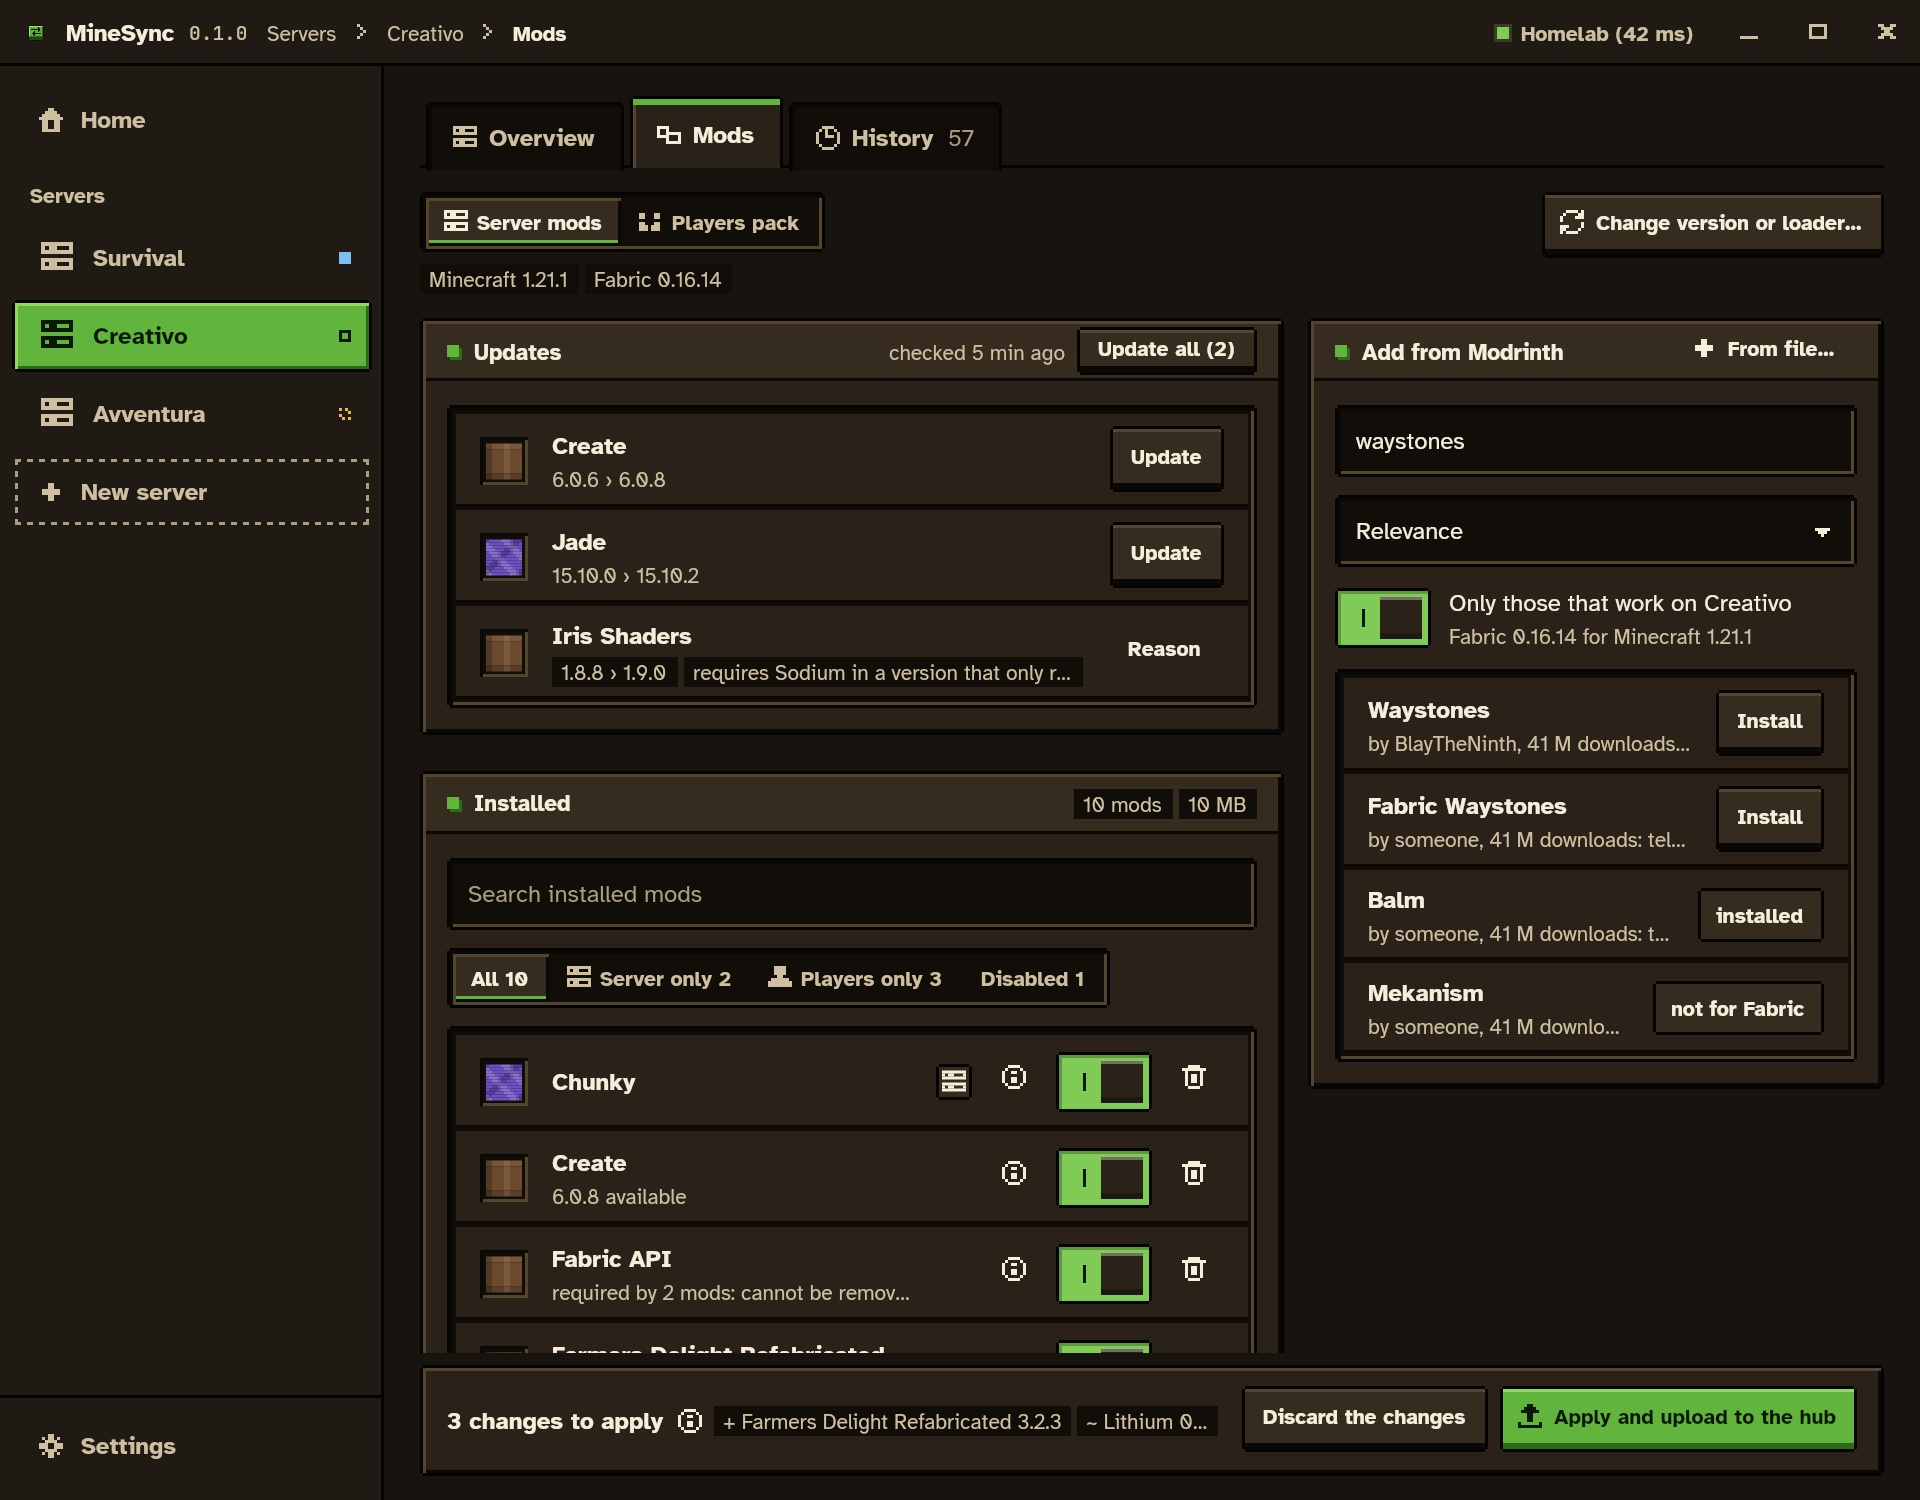 MineSync 0.1.0 Servers Creativo Mods
Homelab (42 ms)
Home
Servers
Survival
Creativo
Avventura
New server
Settings
Overview
Mods
History 57
Server mods
Players pack
Change version or loader...
Minecraft 1.21.1
Fabric 0.16.14
Updates
checked 5 min ago
Update all (2)
Create
6.0.6 › 6.0.8
Update
Jade
15.10.0 › 15.10.2
Update
Iris Shaders
1.8.8 › 1.9.0
requires Sodium in a version that only r...
Reason
Installed
10 mods
10 MB
Search installed mods
All 10
Server only 2
Players only 3
Disabled 1
Chunky
Create
6.0.8 available
Fabric API
required by 2 mods: cannot be remov...
Farmers Delight Refabricated
Add from Modrinth
From file...
waystones
Relevance
Only those that work on Creativo
Fabric 0.16.14 for Minecraft 1.21.1
Waystones
by BlayTheNinth, 41 M downloads...
Install
Fabric Waystones
by someone, 41 M downloads: tel...
Install
Balm
by someone, 41 M downloads: t...
installed
Mekanism
by someone, 41 M downlo...
not for Fabric
3 changes to apply
+ Farmers Delight Refabricated 3.2.3
~ Lithium 0...
Discard the changes
Apply and upload to the hub